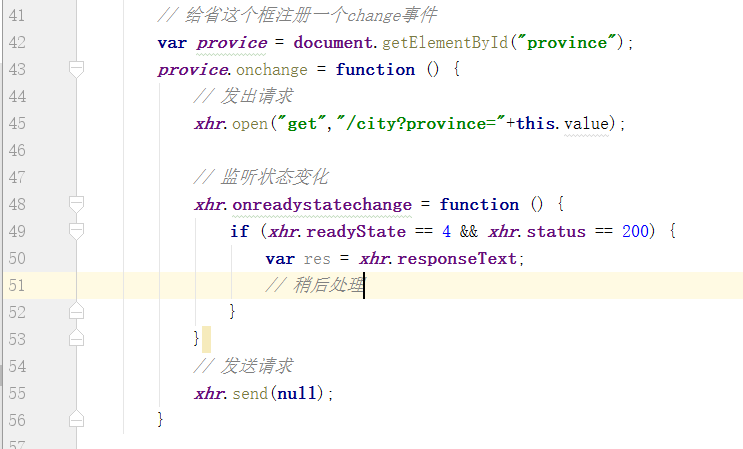 41 // 给省这个框注册一个change事件
42 var provice = document.getElementById("province");
43 provice.onchange = function () {
44 // 发出请求
45 xhr.open("get","/city?province="+this.value);
46
47 // 监听状态变化
48 xhr.onreadystatechange = function () {
49 if (xhr.readyState == 4 && xhr.status == 200) {
50 var res = xhr.responseText;
51 // 稍后处理
52 }
53 }
54 // 发送请求
55 xhr.send(null);
56 }
57